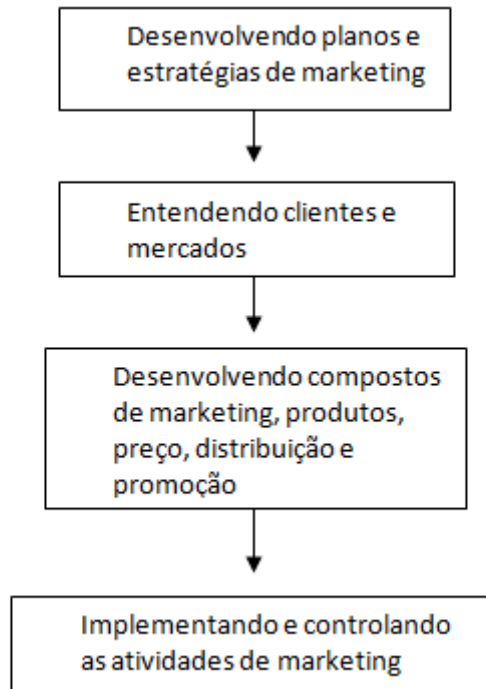 Desenvolvendo planos e
estratégias de marketing
Entendendo clientes e
mercados
Desenvolvendo compostos
de marketing, produtos,
preço, distribuição e
promoção
Implementando e controlando
as atividades de marketing